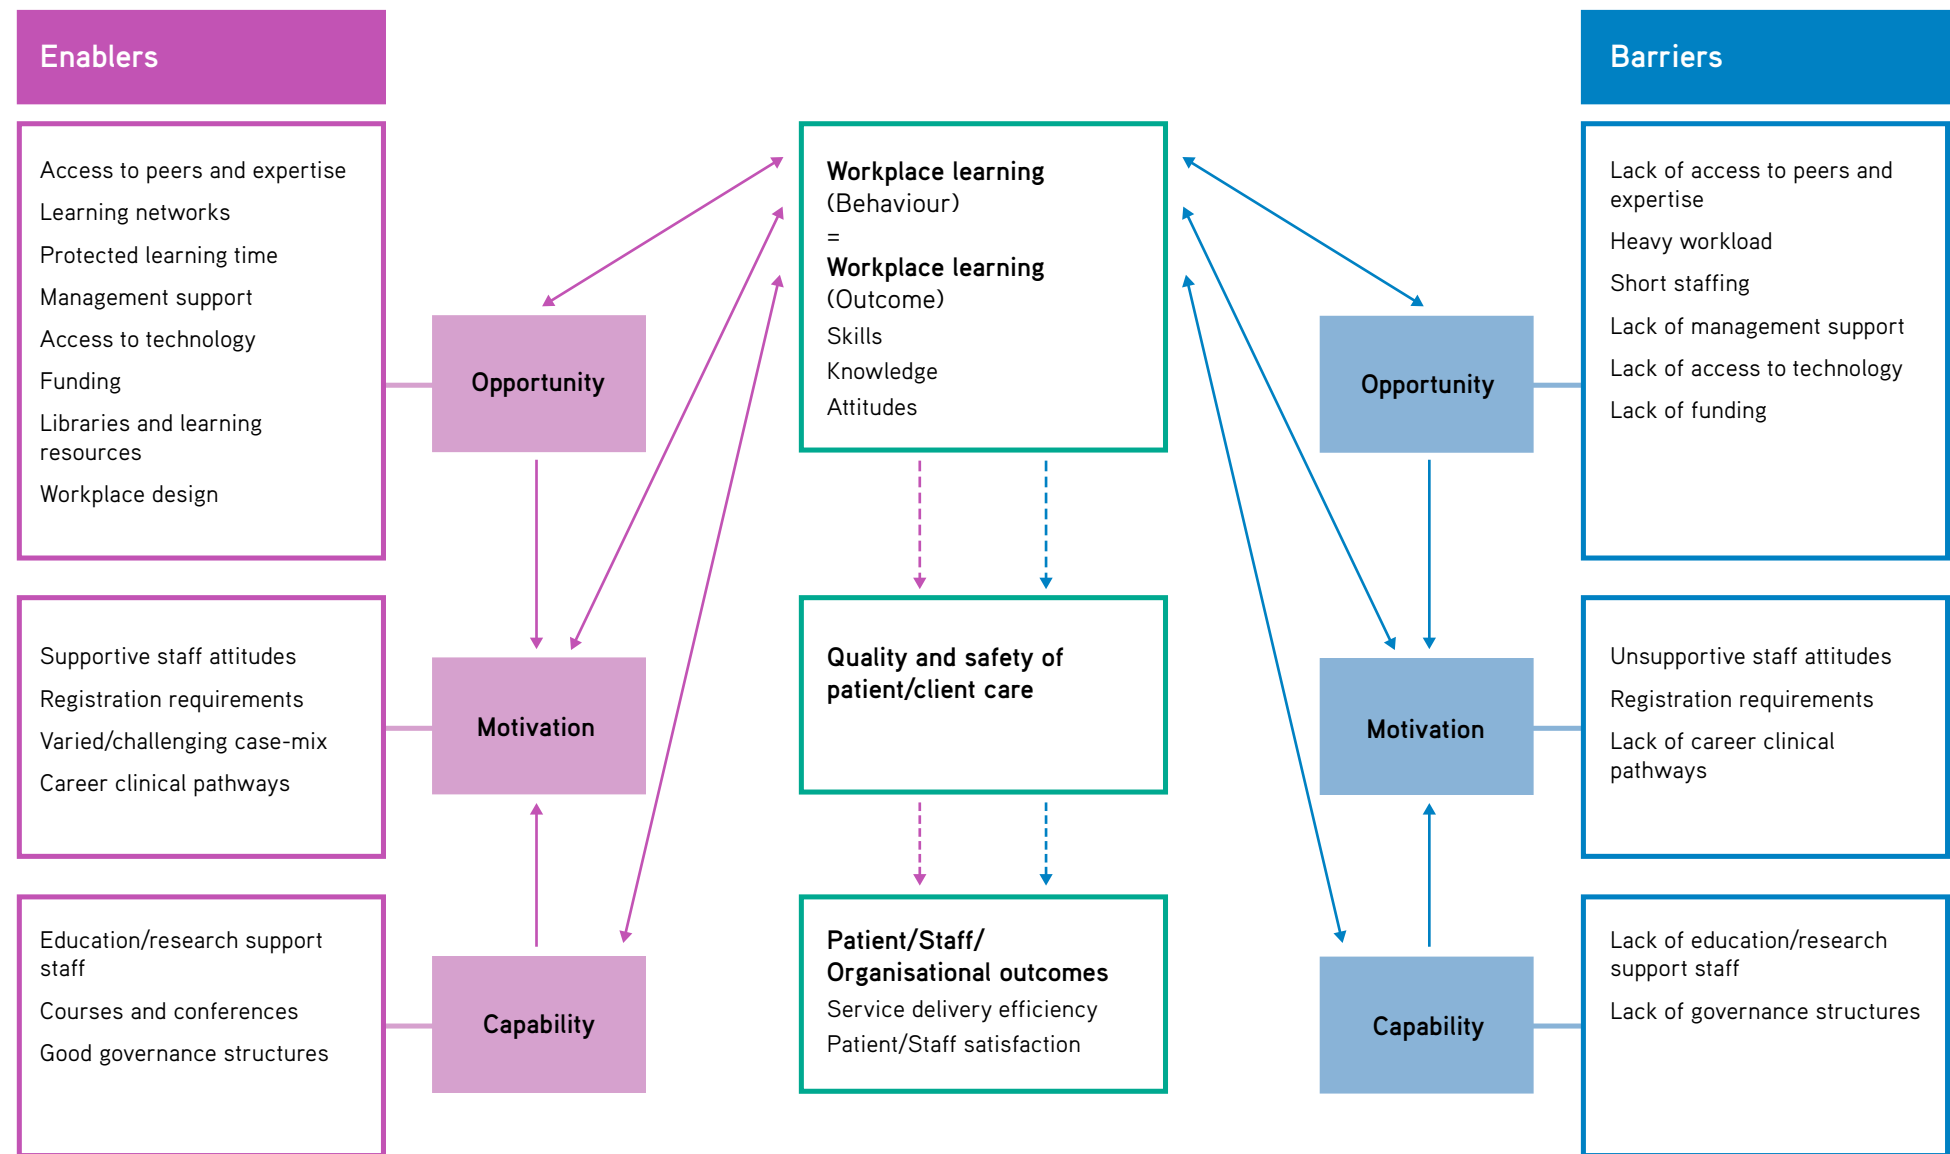 Enablers
Access to peers and expertise
Learning networks
Protected learning time
Management support
Access to technology
Funding
Libraries and learning
resources
Workplace design
Supportive staff attitudes
Registration requirements
Varied/challenging case-mix
Career clinical pathways
Education/research support
staff
Courses and conferences
Good governance structures
Opportunity
Motivation
Capability
Workplace learning
(Behaviour)
=
Workplace learning
(Outcome)
Skills
Knowledge
Attitudes
Quality and safety of
patient/client care
Patient/Staff/
Organisational outcomes
Service delivery efficiency
Patient/Staff satisfaction
Opportunity
Motivation
Capability
Barriers
Lack of access to peers and
expertise
Heavy workload
Short staffing
Lack of management support
Lack of access to technology
Lack of funding
Unsupportive staff attitudes
Registration requirements
Lack of career clinical
pathways
Lack of education/research
support staff
Lack of governance structures